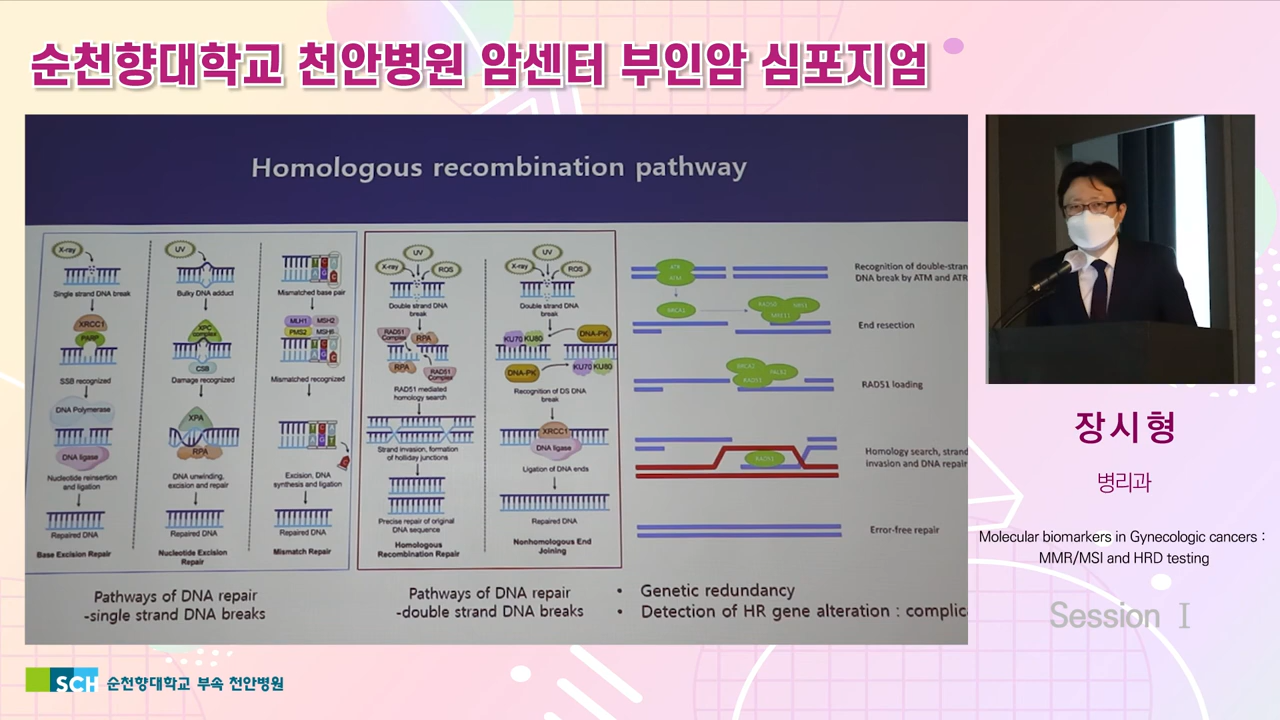 순천향대학교 천안병원 암센터 부인암 심포지엄
Homologous recombination pathway
X-ray
Single strand DNA break
XRCC1
PARP
SSB recognized
DNA Polymerase
DNA ligase
Nucleotide reinsertion
and ligation
Repaired DNA
Base Excision Repair
UV
Bulky DNA adduct
XPC
complex
CSB
Damage recognized
XPA
RPA
DNA unwinding,
excision and repair
Repaired DNA
Nucleotide Excision
Repair
Mismatched base pair
MLH1 MSH2
PMS2 MSH6
Mismatched recognized
Excision, DNA
synthesis and ligation
Repaired DNA
Mismatch Repair
UV
X-ray ROS
Double strand DNA
break
RAD51
Complex
RPA
RPA
RAD51
Complex
RAD51 mediated
homology search
Strand invasion, formation
of holliday junctions
Precise repair of original
DNA sequence
Homologous
Recombination Repair
UV
X-ray ROS
Double strand DNA
break
KU70 KU80
DNA-PK
DNA-PK
KU70 KU80
Recognition of DS DNA
break
XRCC1
DNA ligase
Ligation of DNA ends
Repaired DNA
Nonhomologous End
Joining
ATR
ATM
Recognition of double-stran
DNA break by ATM and ATR
BRCA1
RAD50
MRE11
End resection
BRCA2
PALB2
RAD51
RAD51 loading
RAD51
Homology search, strand
invasion and DNA repair
Error-free repair
Pathways of DNA repair
-single strand DNA breaks
Pathways of DNA repair
-double strand DNA breaks
• Genetic redundancy
• Detection of HR gene alteration : complic
장시형
병리과
Molecular biomarkers in Gynecologic cancers :
MMR/MSI and HRD testing
Session Ⅰ
SCH 순천향대학교 부속 천안병원